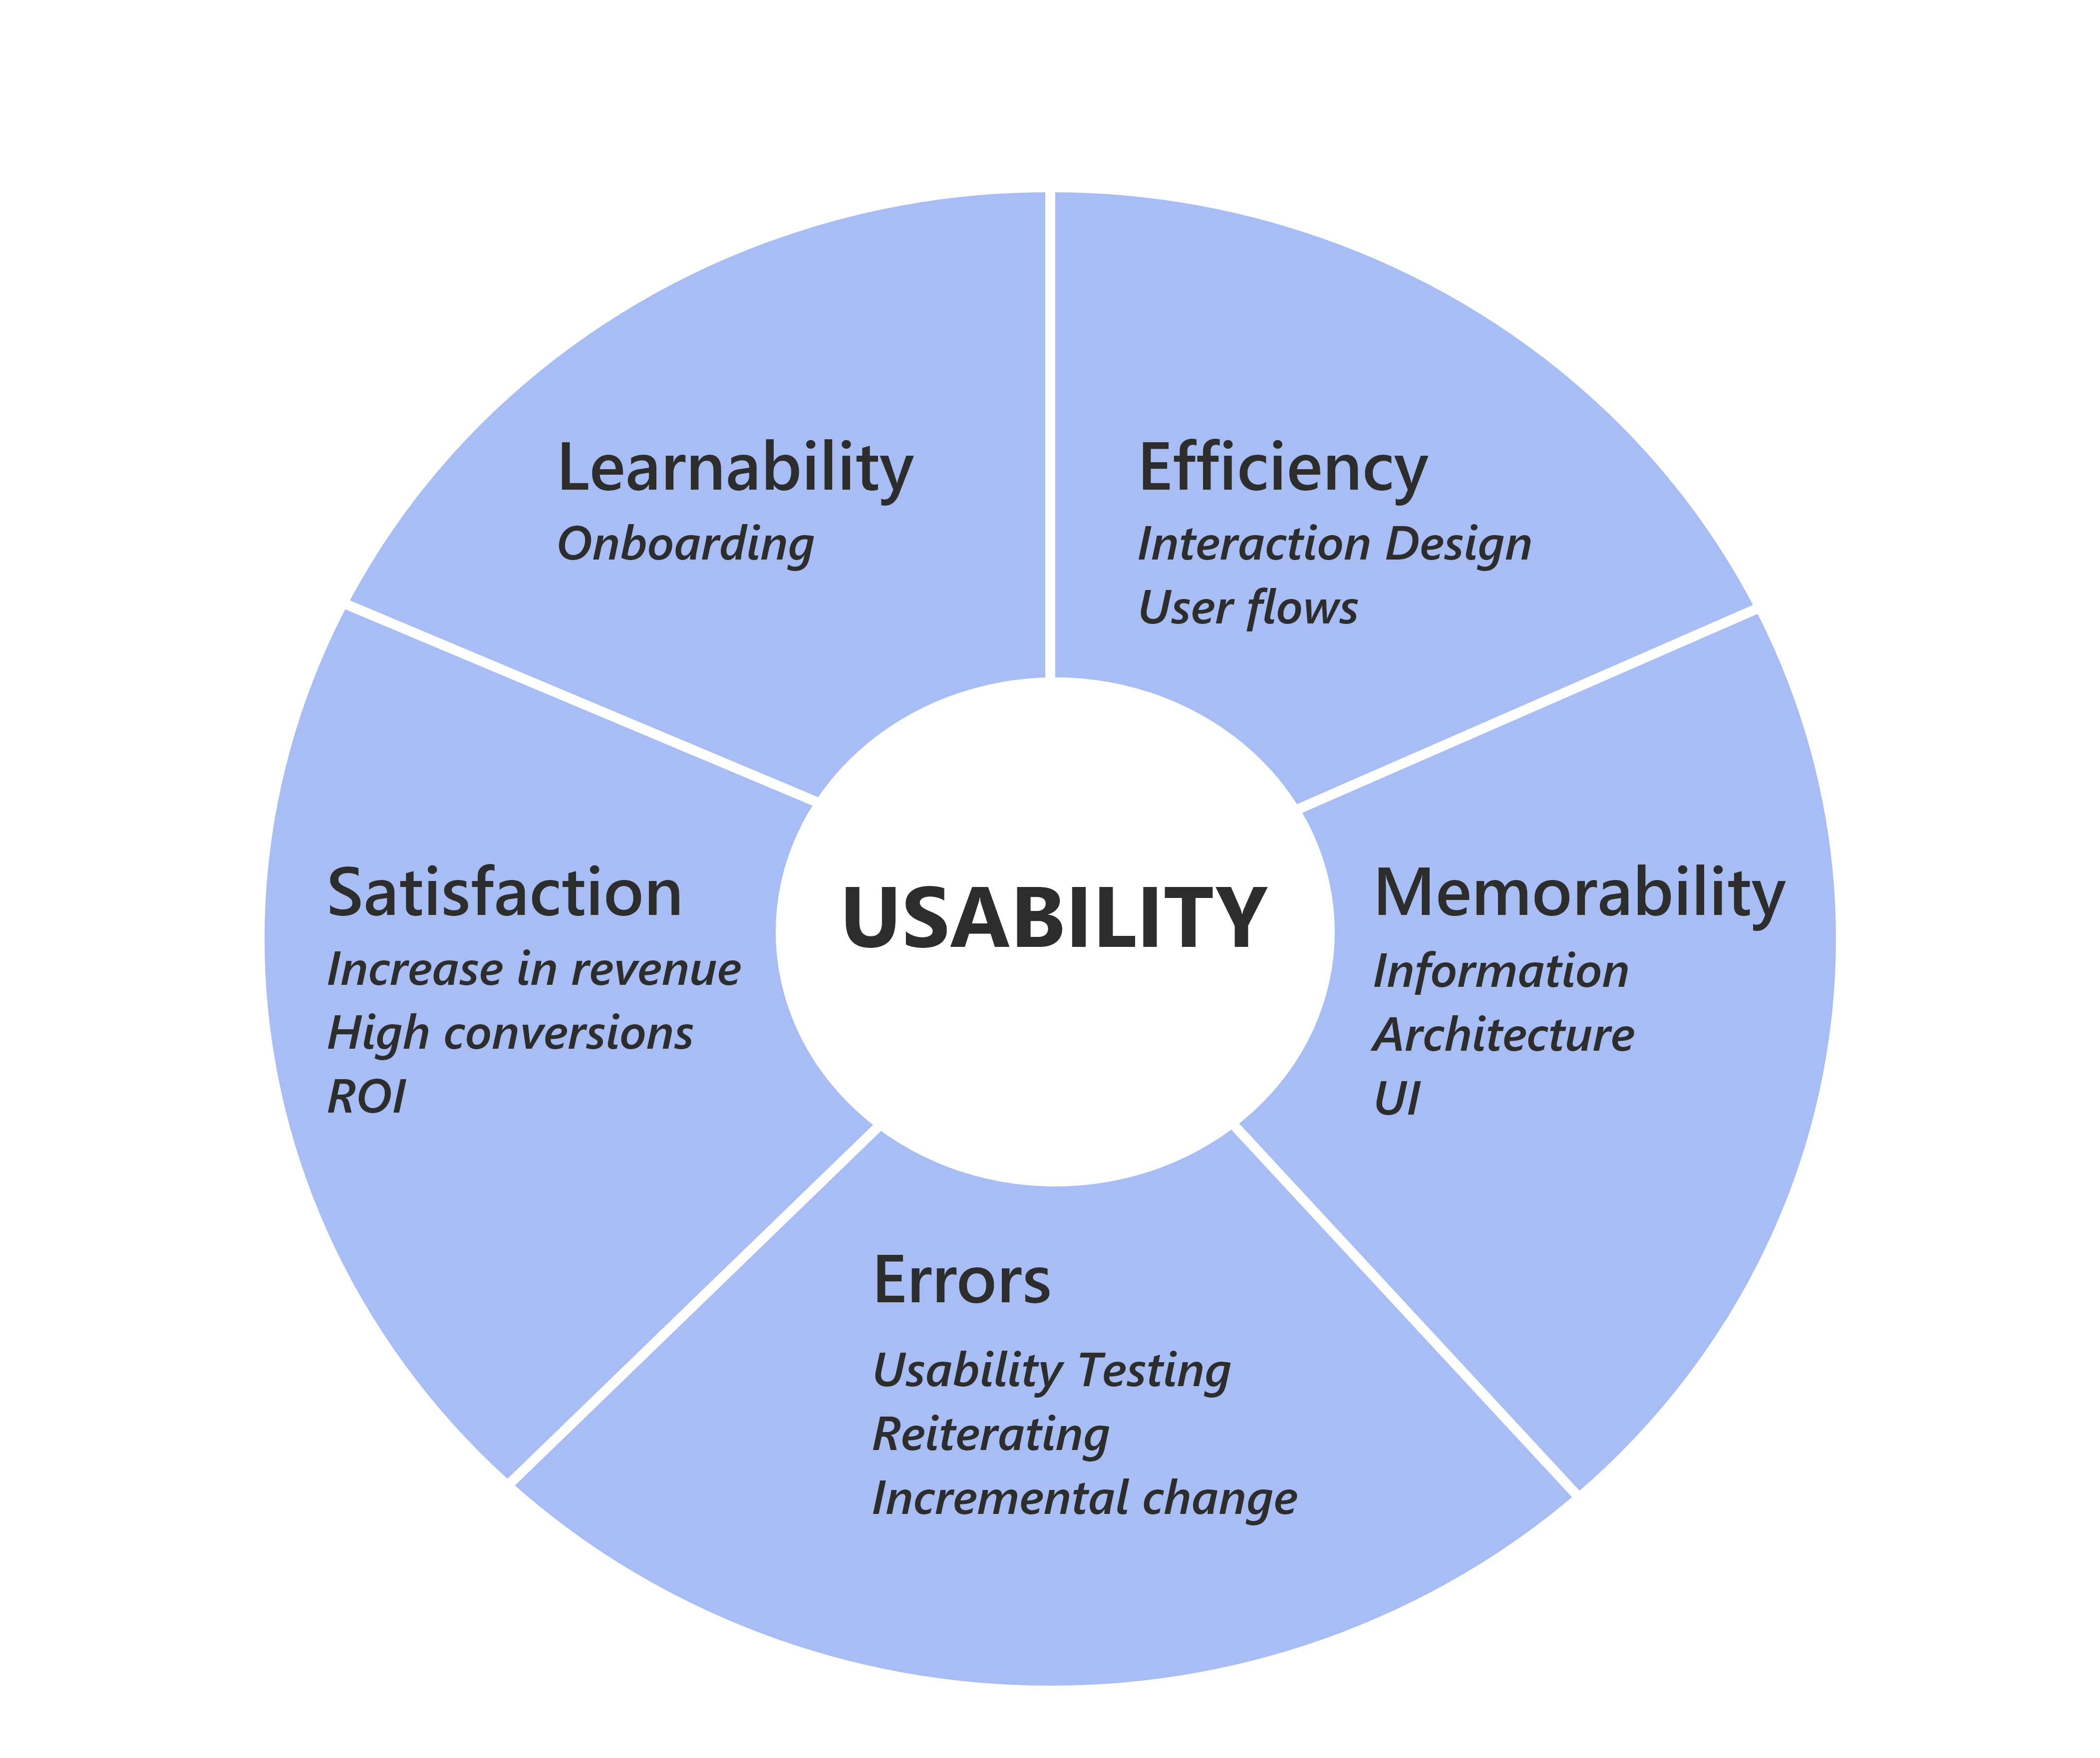 Learnability
Onboarding
Efficiency
Interaction Design
User flows
Satisfaction
Increase in revenue
High conversions
ROI
USABILITY
Memorability
Information
Architecture
UI
Errors
Usability Testing
Reiterating
Incremental change